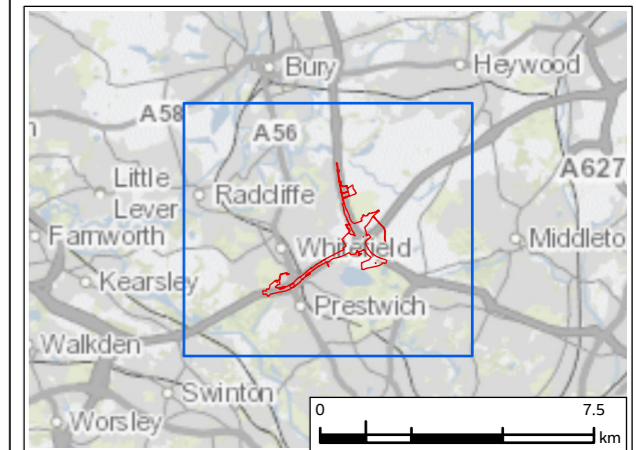 Bury
Heywood
A58
A56
A627
Little
Lever
Radcliffe
Farnworth
Whitefield
Middleto
Kearsley
Prestwich
Walkden
Swinton
Worsley
0
7.5
km